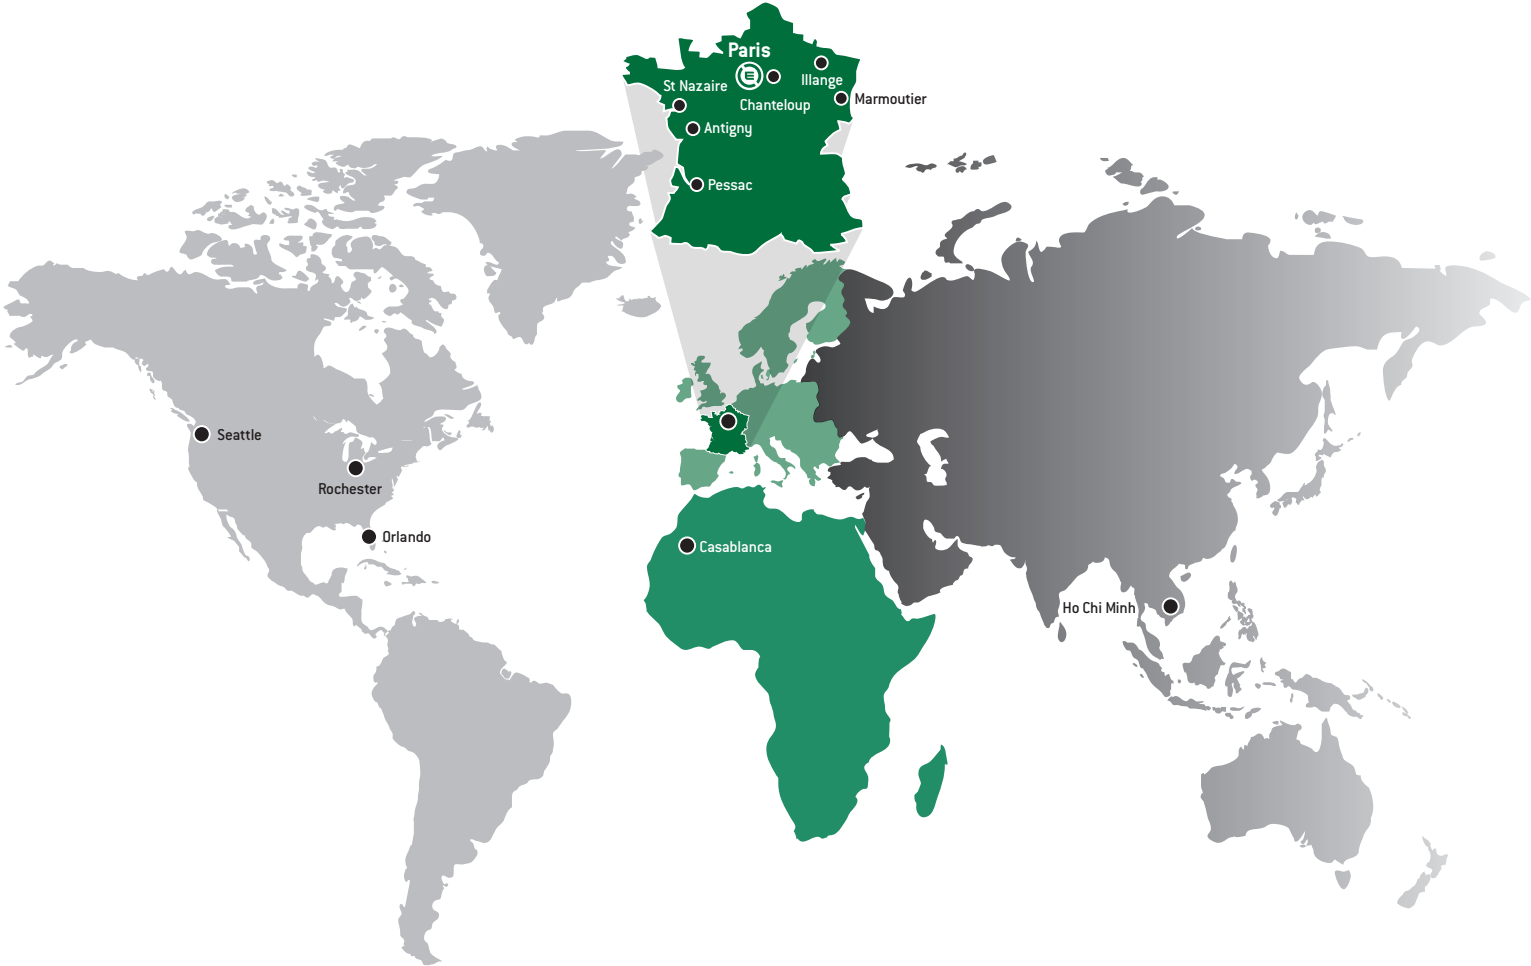 Paris
Illange
St Nazaire
Chanteloup
Marmoutier
Antigny
Pessac
Seattle
Rochester
Orlando
Casablanca
Ho Chi Minh